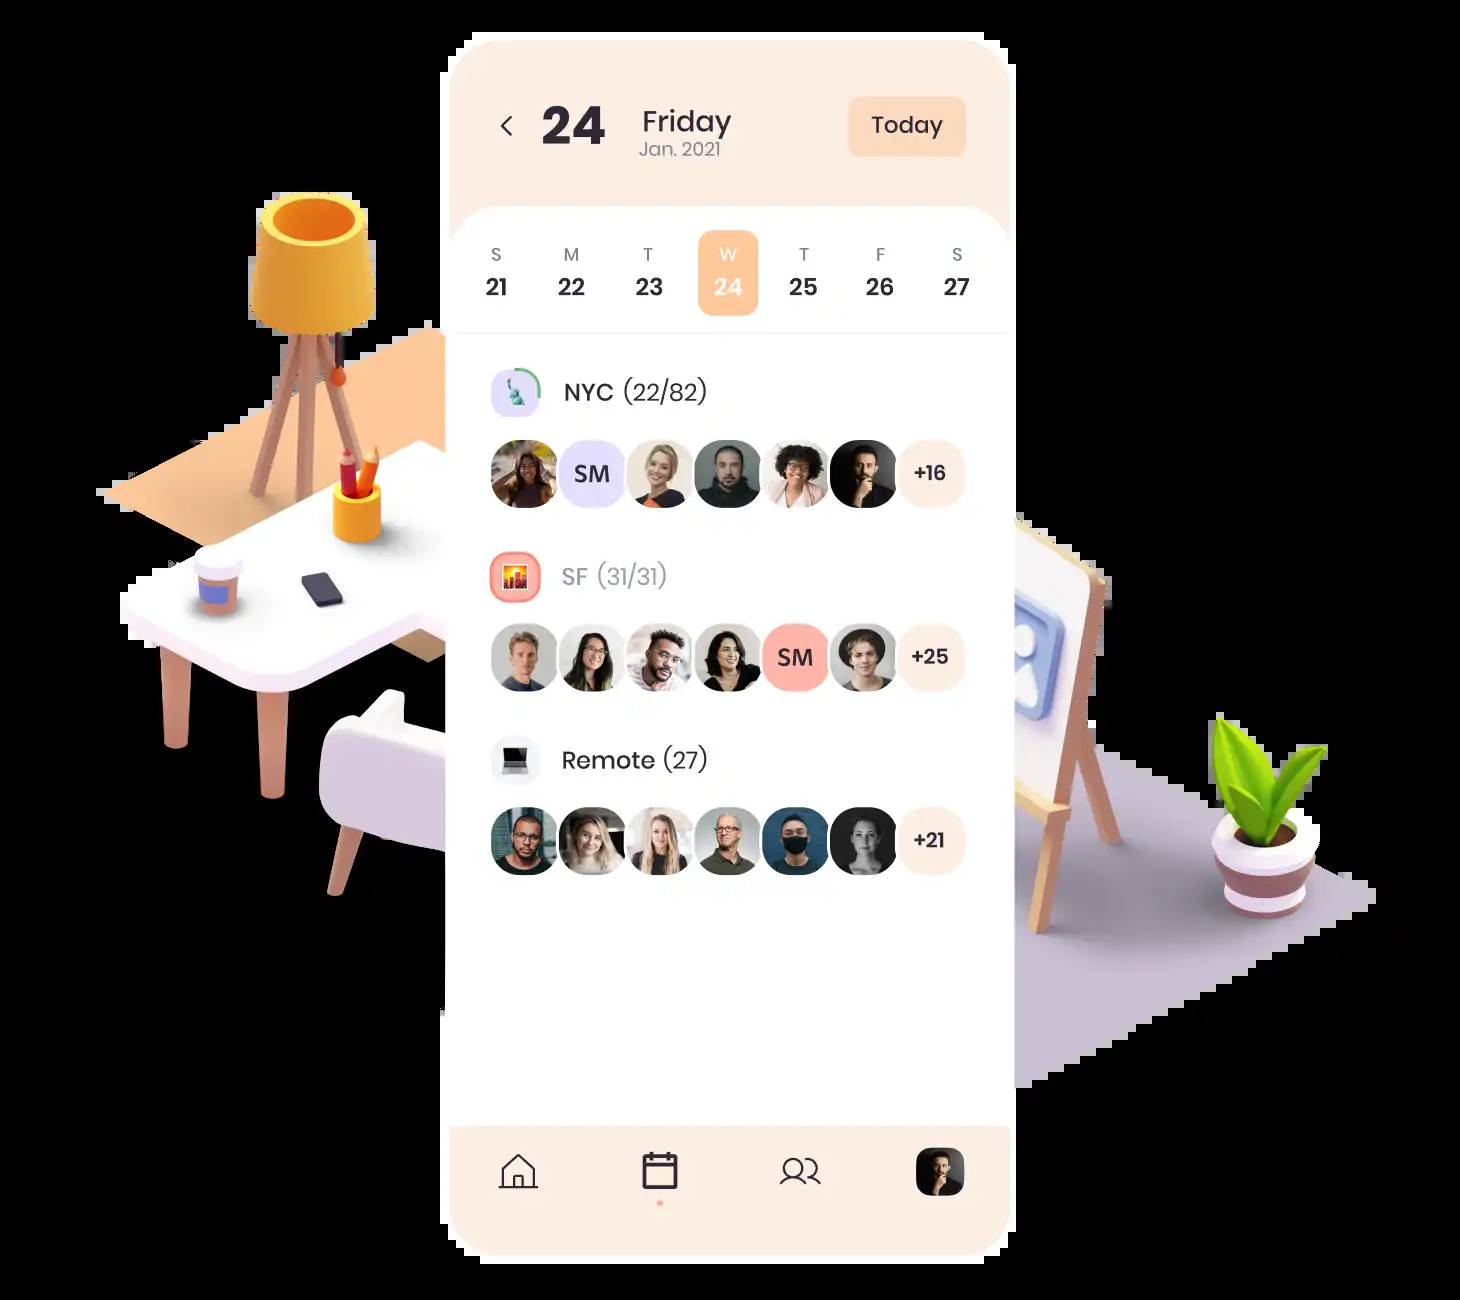 24 Friday Today
Jan. 2021
S M T W T F S
21 22 23 24 25 26 27
NYC (22/82)
SM +16
SF (31/31)
SM +25
Remote (27)
+21